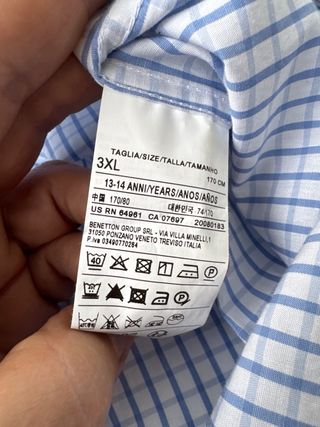 TAGLIA/SIZE/TALLA/TAMANHO
3XL 170 CM
13-14 ANNI/YEARS/ANOS/AÑOS
中国 170/80 대한민국 74/170
US RN 64961 CA 07697 20080183
BENETTON GROUP SRL - VIA VILLA MINELLI,1
31050 PONZANO VENETO TREVISO ITALIA
P.iva 03490770264
40